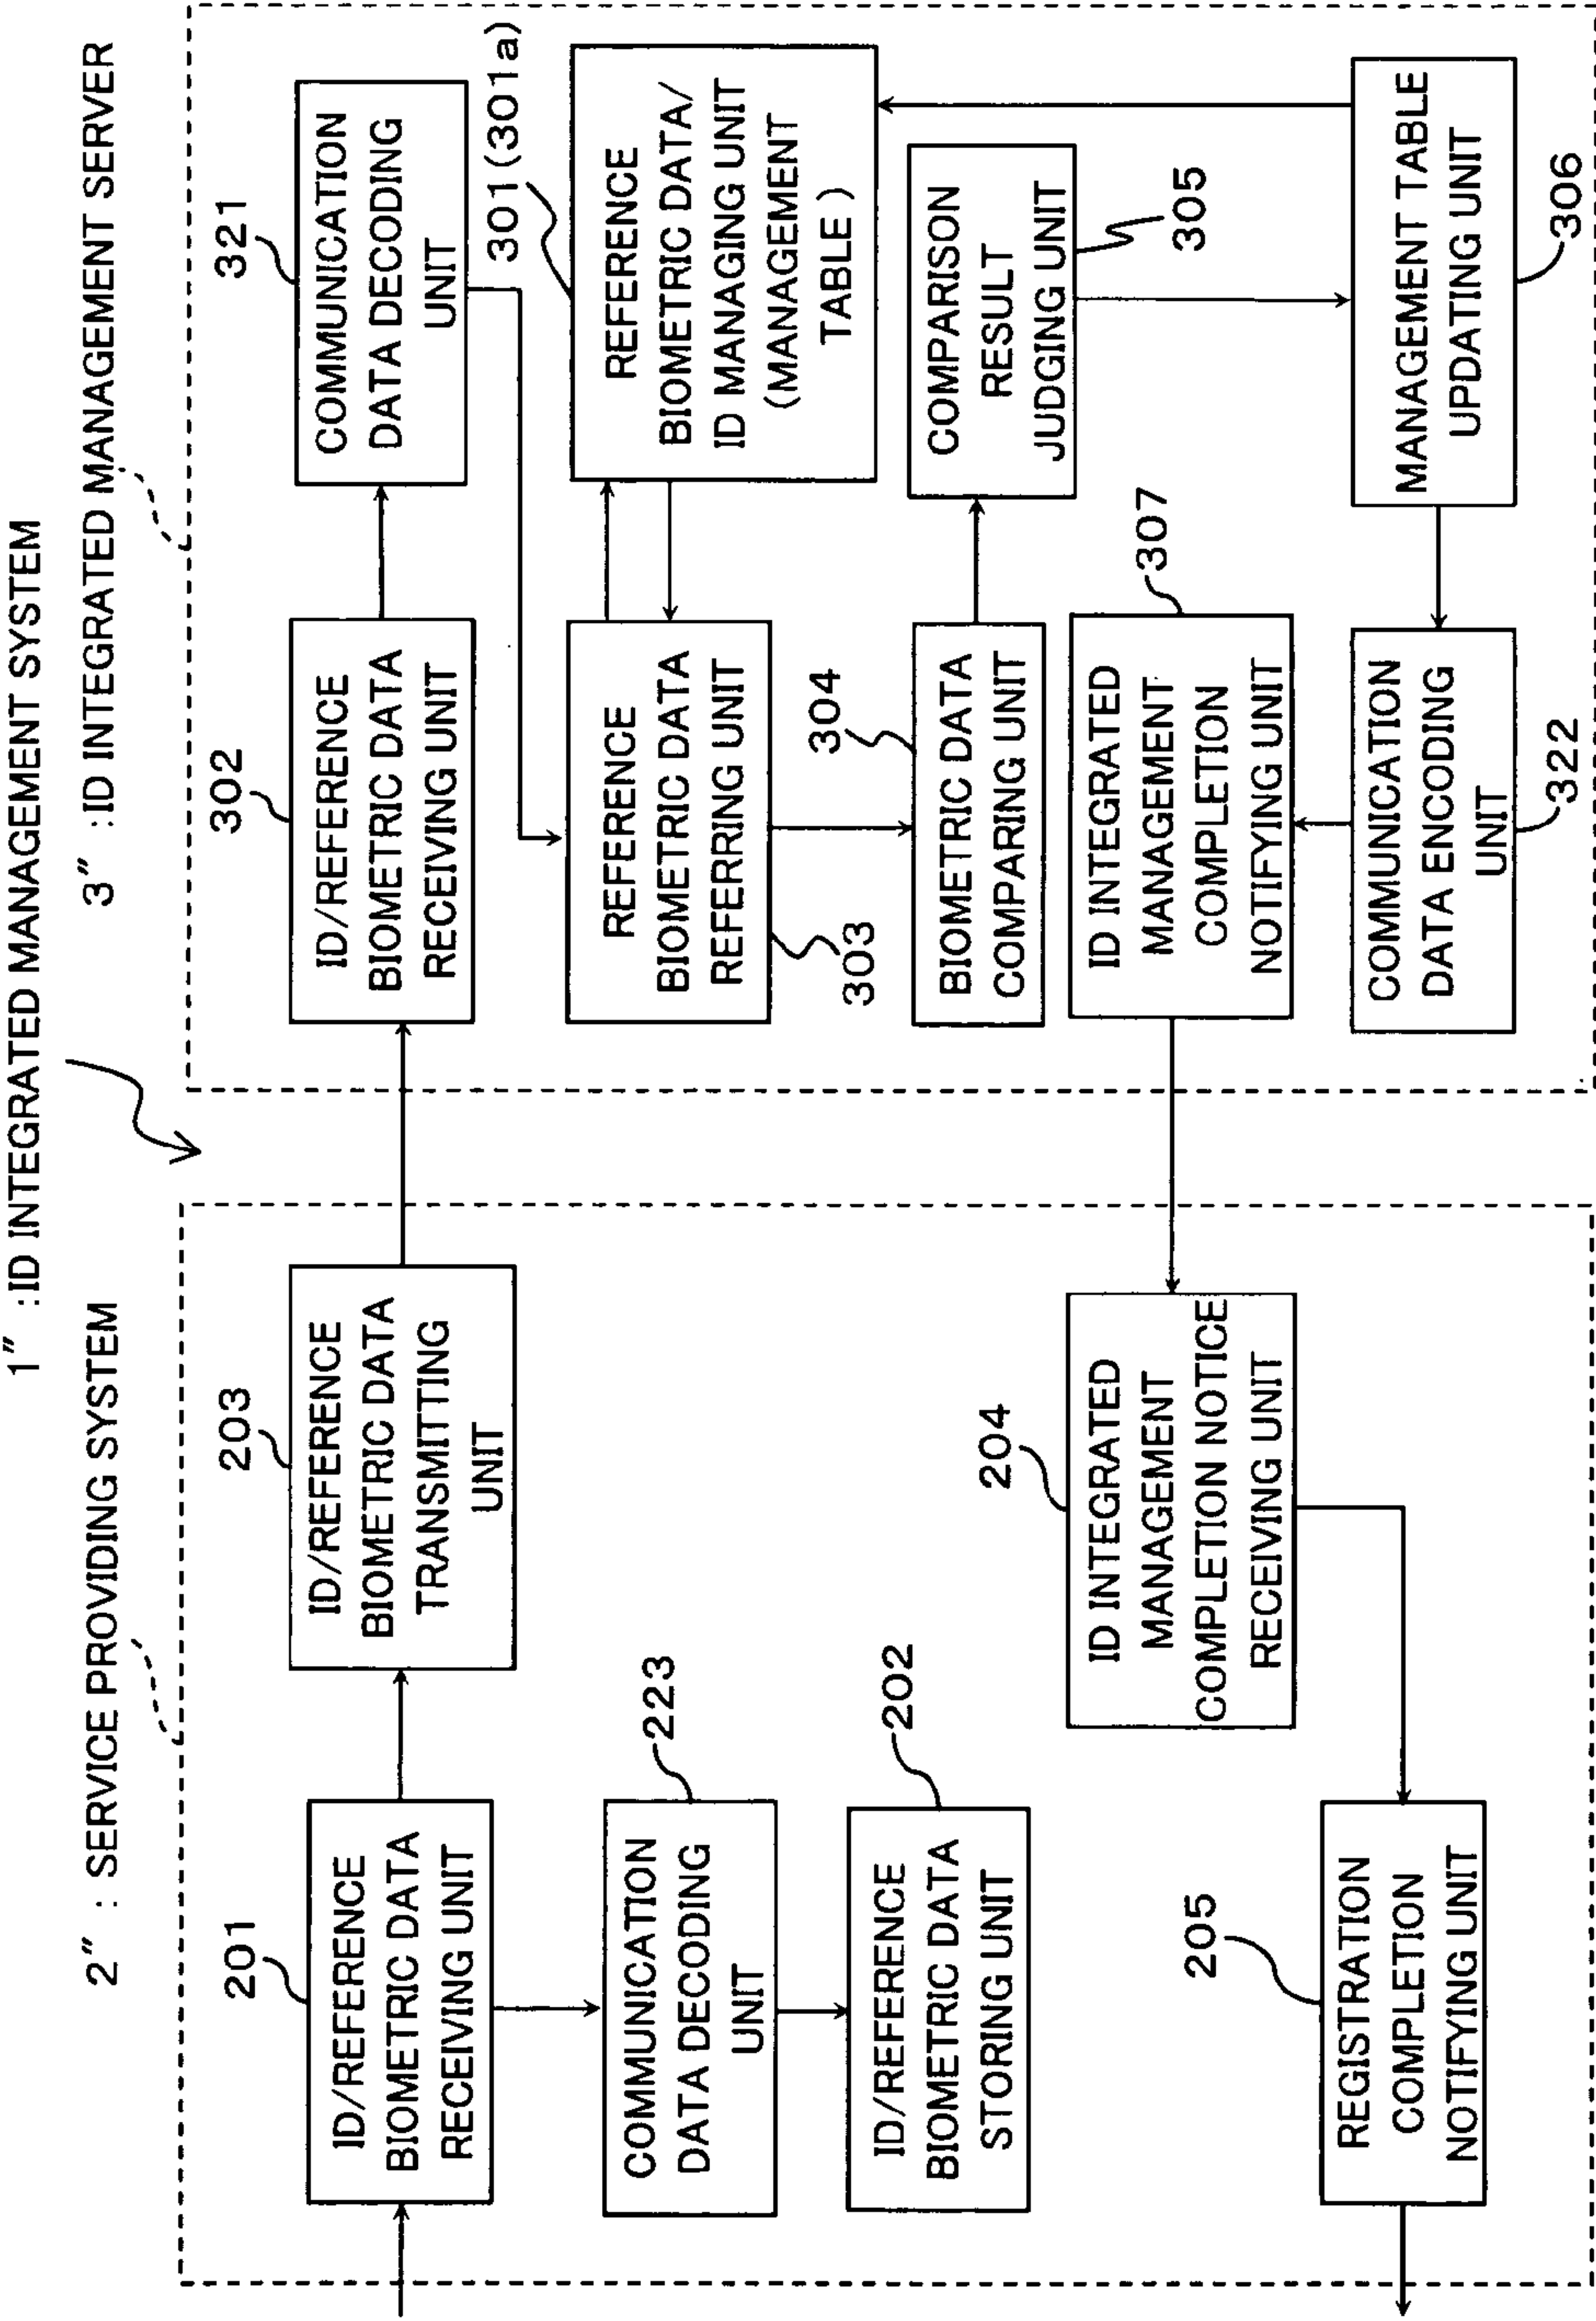 1″ :ID INTEGRATED MANAGEMENT SYSTEM
2″ : SERVICE PROVIDING SYSTEM
3″ :ID INTEGRATED MANAGEMENT SERVER
201
ID/REFERENCE
BIOMETRIC DATA
RECEIVING UNIT
203
ID/REFERENCE
BIOMETRIC DATA
TRANSMITTING
UNIT
223
COMMUNICATION
DATA DECODING
UNIT
202
ID/REFERENCE
BIOMETRIC DATA
STORING UNIT
204
ID INTEGRATED
MANAGEMENT
COMPLETION NOTICE
RECEIVING UNIT
205
REGISTRATION
COMPLETION
NOTIFYING UNIT
302
ID/REFERENCE
BIOMETRIC DATA
RECEIVING UNIT
321
COMMUNICATION
DATA DECODING
UNIT
301(301a)
REFERENCE
BIOMETRIC DATA/
ID MANAGING UNIT
(MANAGEMENT
TABLE )
REFERENCE
BIOMETRIC DATA
REFERRING UNIT
303
304
BIOMETRIC DATA
COMPARING UNIT
COMPARISON
RESULT
JUDGING UNIT
305
307
ID INTEGRATED
MANAGEMENT
COMPLETION
NOTIFYING UNIT
COMMUNICATION
DATA ENCODING
UNIT
322
MANAGEMENT TABLE
UPDATING UNIT
306